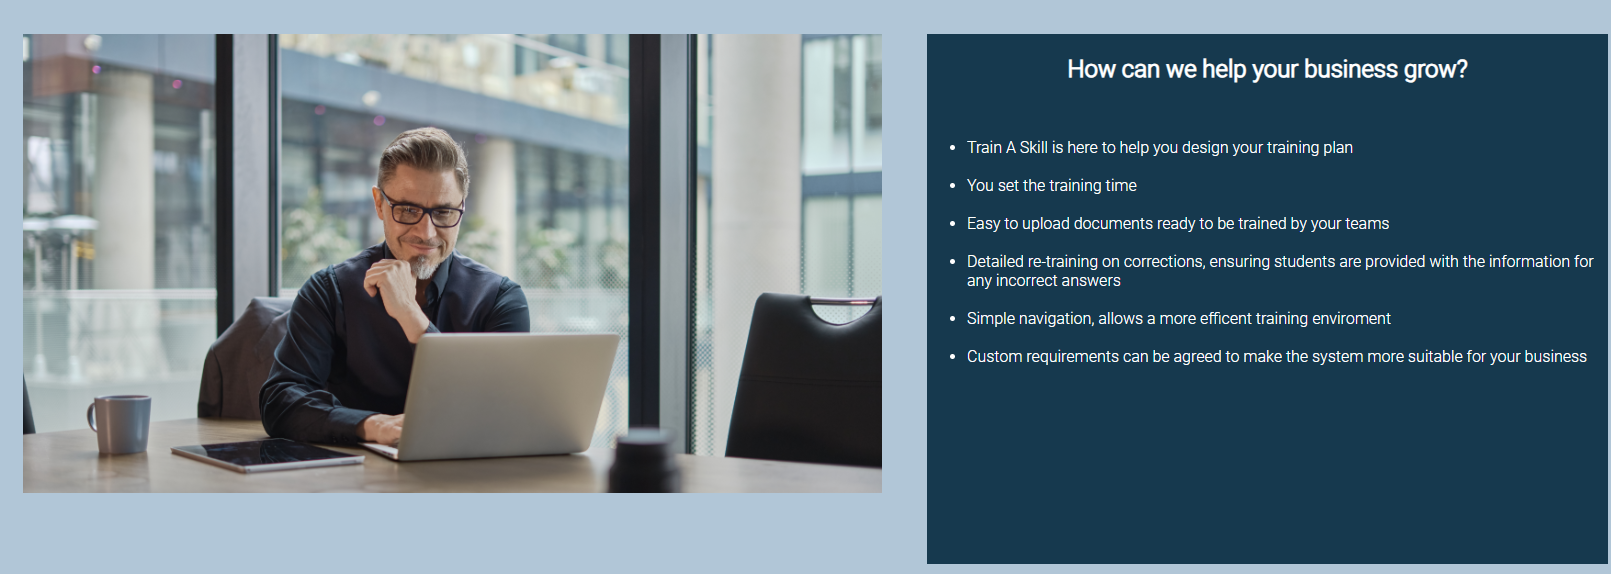 How can we help your business grow?
Train A Skill is here to help you design your training plan
You set the training time
Easy to upload documents ready to be trained by your teams
Detailed re-training on corrections, ensuring students are provided with the information for
any incorrect answers
Simple navigation, allows a more efficent training enviroment
Custom requirements can be agreed to make the system more suitable for your business